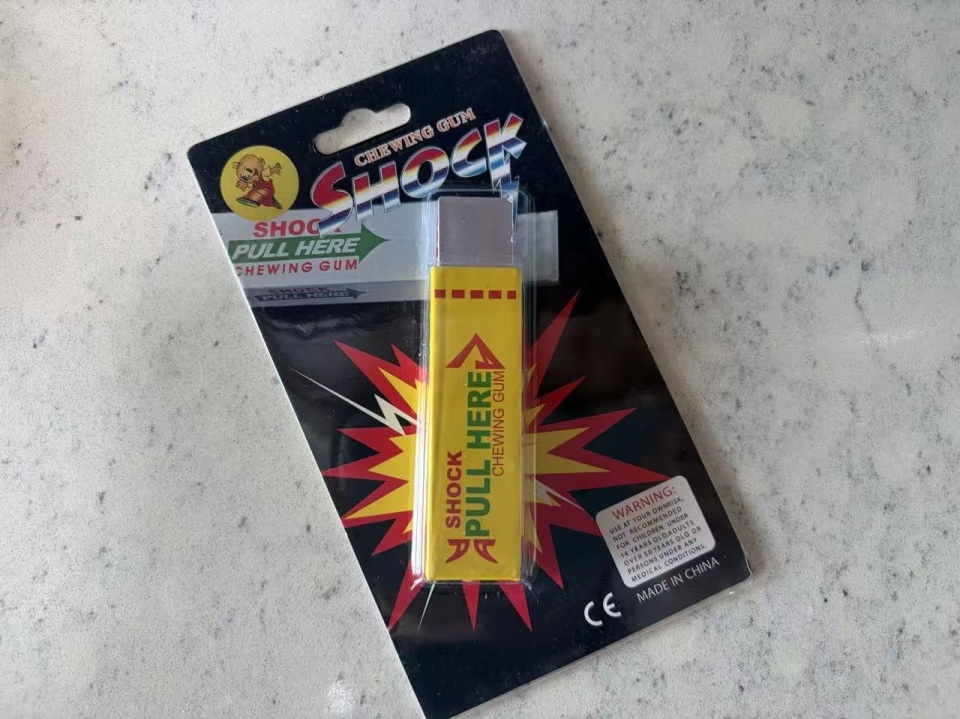 CHEWING GUM
SHOCK
SHOCK
PULL HERE
CHEWING GUM
SHOCK
PULL HERE
SHOCK
PULL HERE
CHEWING GUM
WARNING:
USE AT YOUR OWNRISK,
NOT RECOMMENDED
FOR CHILDREN UNDER
14 YEARS OLD,ADULTS
OVER 50 YEARS OLD OR
PERSONS UNDER ANY
MEDICAL CONDITIONS.
CE MADE IN CHINA